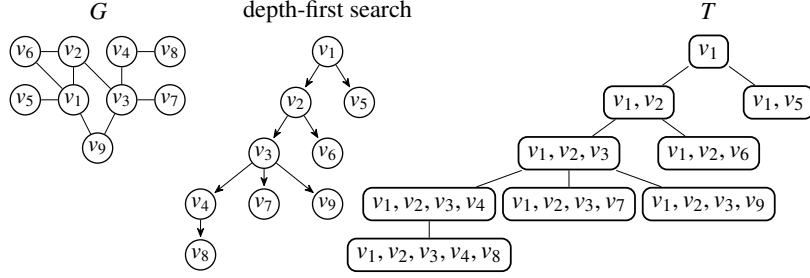 G depth-first search T
v6 v2 v4 v8 v1 v1
v5 v1 v3 v7 v2 v5 v1, v2 v1, v5
v9 v3 v6 v1, v2, v3 v1, v2, v6
v4 v7 v9 v1, v2, v3, v4 v1, v2, v3, v7 v1, v2, v3, v9
v8 v1, v2, v3, v4, v8